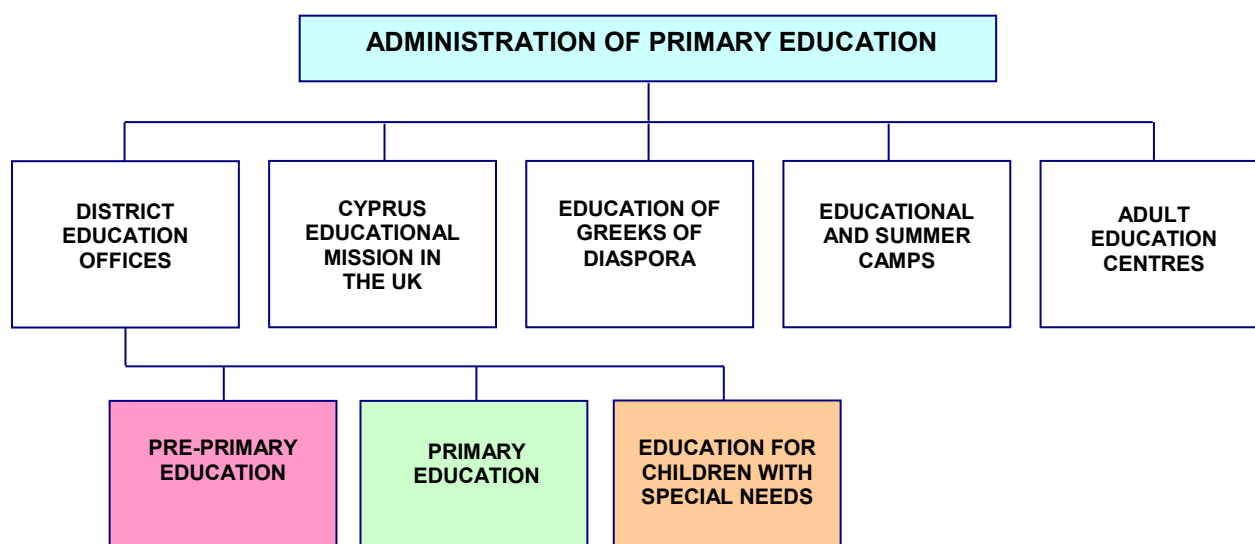 ADMINISTRATION OF PRIMARY EDUCATION
DISTRICT
EDUCATION
OFFICES
CYPRUS
EDUCATIONAL
MISSION IN
THE UK
EDUCATION OF
GREEKS OF
DIASPORA
EDUCATIONAL
AND SUMMER
CAMPS
ADULT
EDUCATION
CENTRES
PRE-PRIMARY
EDUCATION
PRIMARY
EDUCATION
EDUCATION FOR
CHILDREN WITH
SPECIAL NEEDS